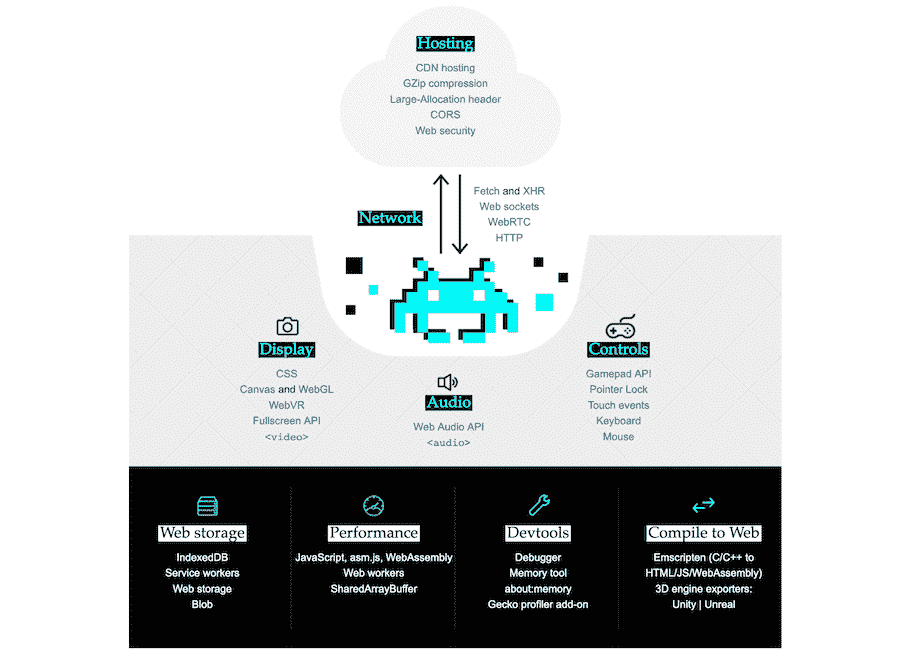 Hosting
CDN hosting
GZip compression
Large-Allocation header
CORS
Web security
Network
Fetch and XHR
Web sockets
WebRTC
HTTP
Display
CSS
Canvas and WebGL
WebVR
Fullscreen API
<video>
Audio
Web Audio API
<audio>
Controls
Gamepad API
Pointer Lock
Touch events
Keyboard
Mouse
Web storage
IndexedDB
Service workers
Web storage
Blob
Performance
JavaScript, asm.js, WebAssembly
Web workers
SharedArrayBuffer
Devtools
Debugger
Memory tool
about:memory
Gecko profiler add-on
Compile to Web
Emscripten (C/C++ to
HTML/JS/WebAssembly)
3D engine exporters:
Unity | Unreal